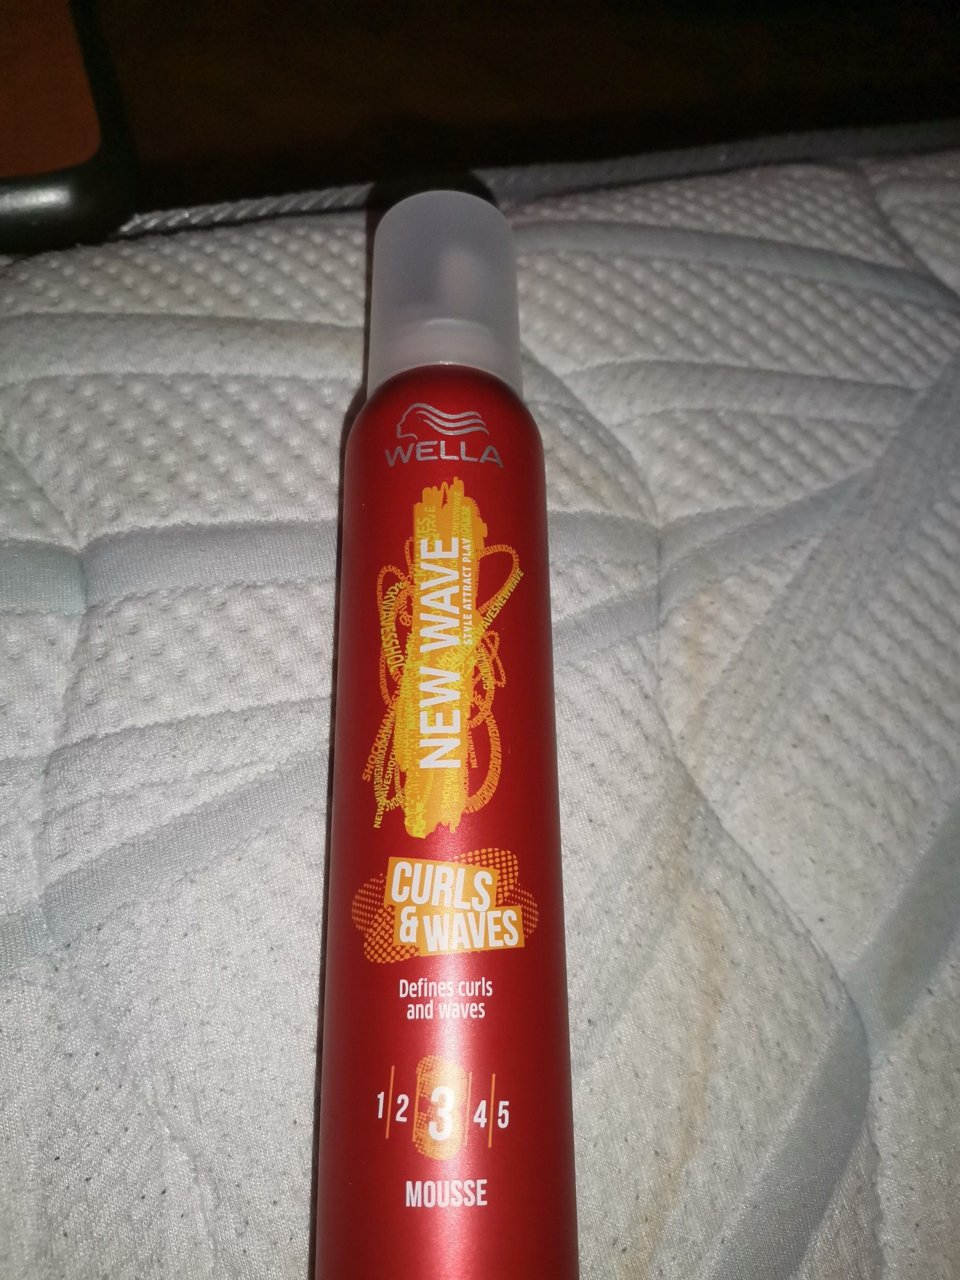 WELLA
NEW WAVE
STYLE ATTRACT PLAY
CURLS
& WAVES
Defines curls
and waves
1 2 3 4 5
MOUSSE